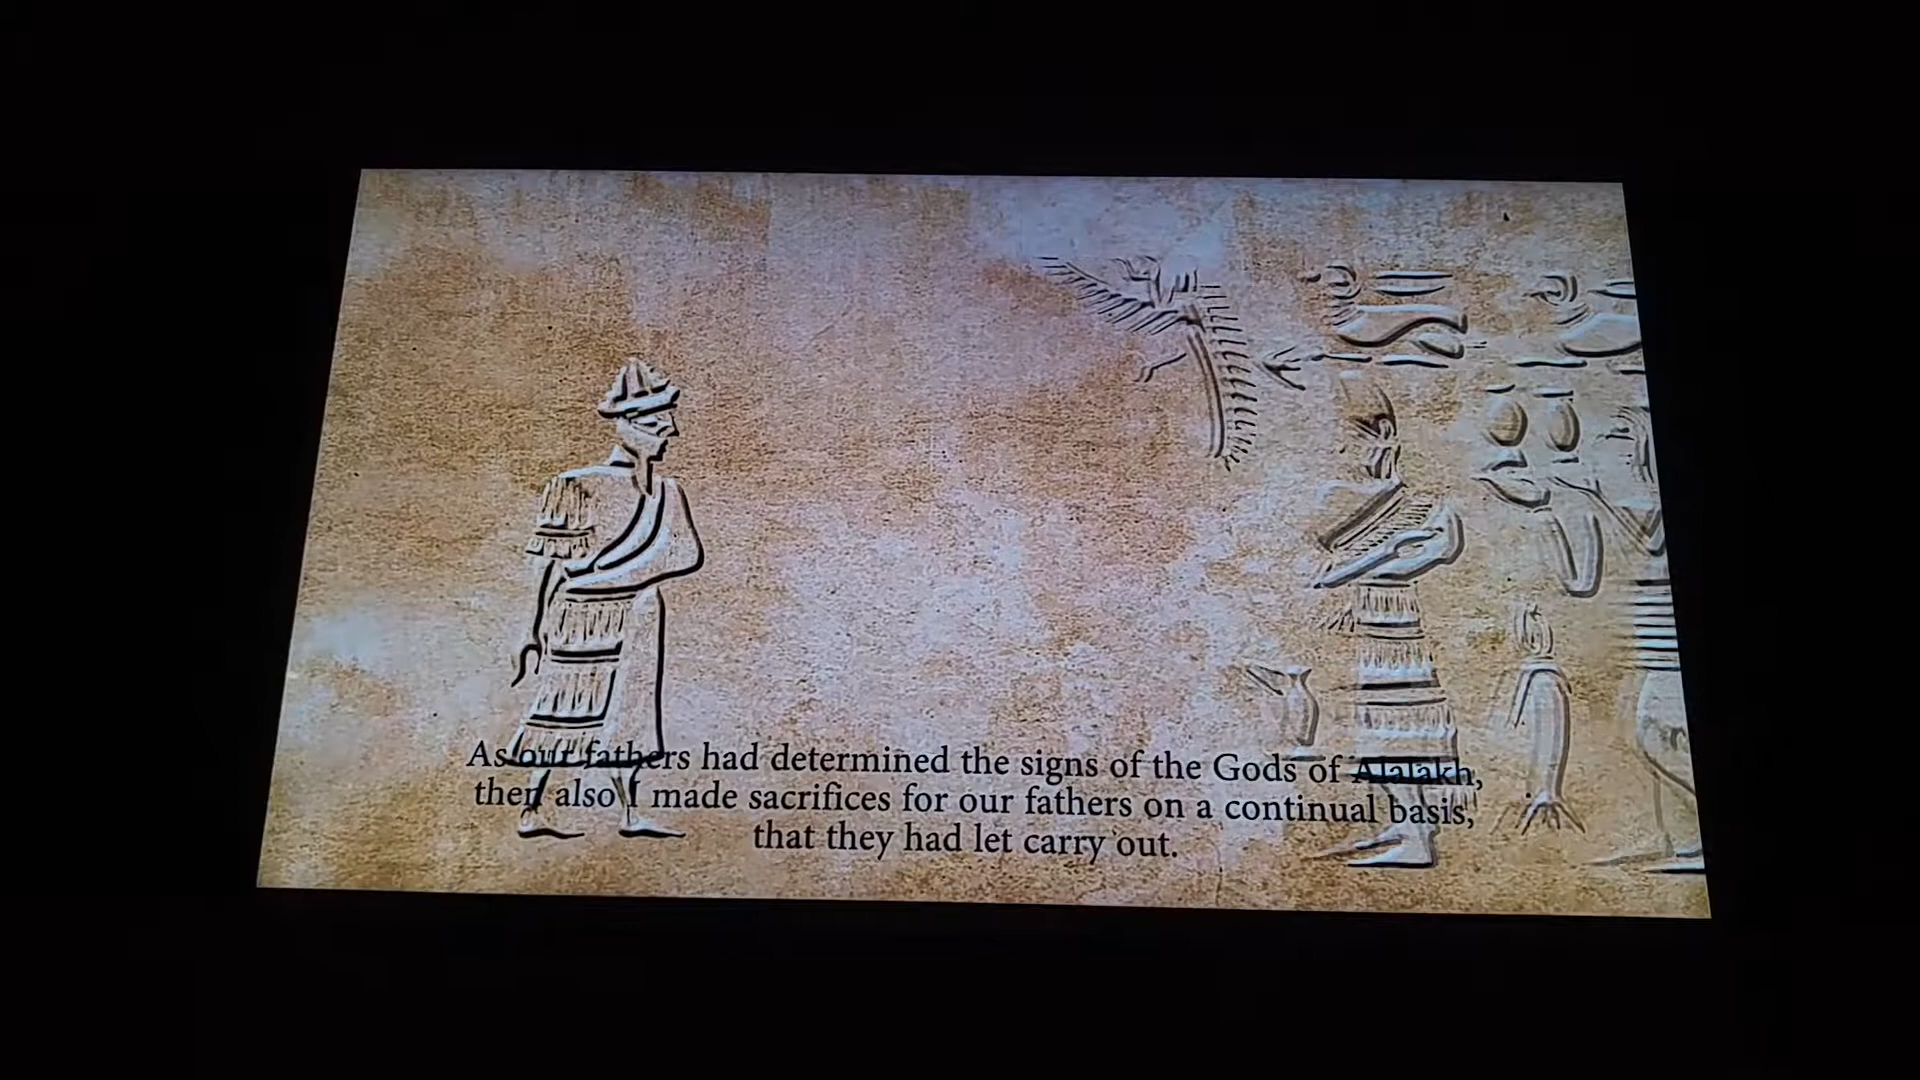 As our fathers had determined the signs of the Gods of Alalakh,
then also I made sacrifices for our fathers on a continual basis,
that they had let carry out.